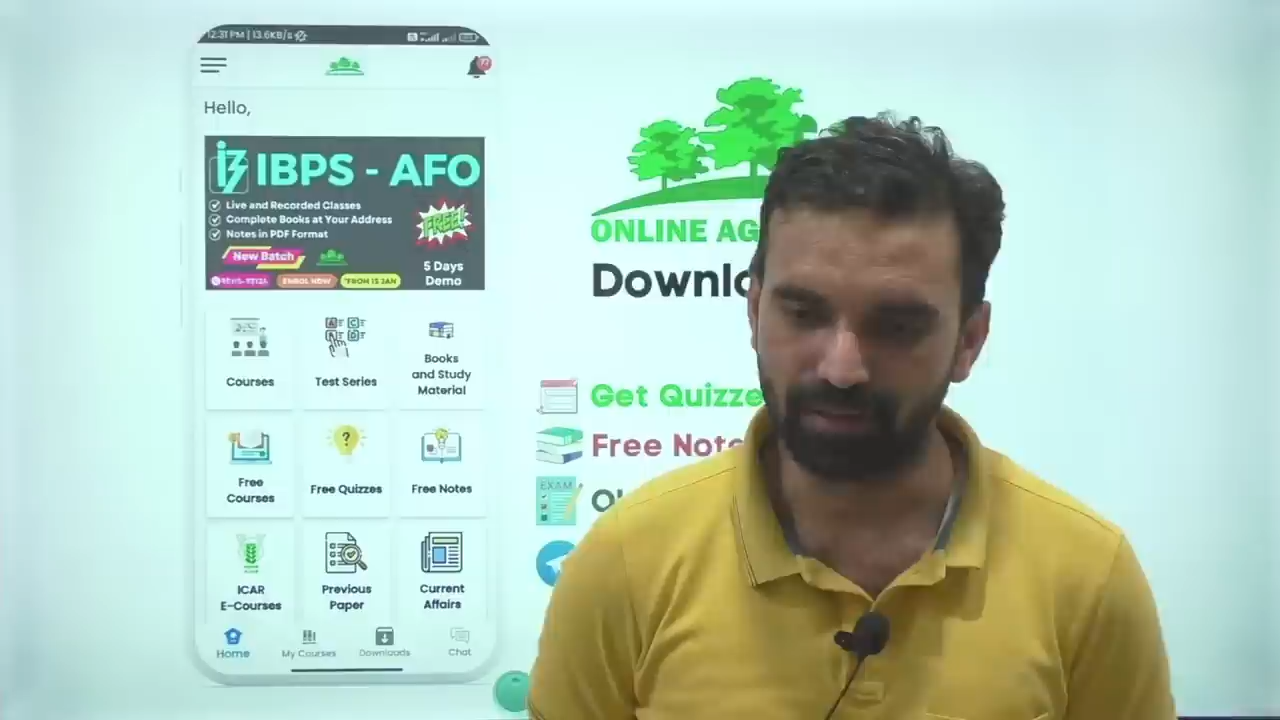 12:31 PM | 13.6KB/s
77
Hello,
IBPS - AFO
Live and Recorded Classes
Complete Books at Your Address
Notes in PDF Format
FREE!
New Batch
5 Days
Demo
ENROL NOW
*FROM 15 JAN
Courses
Test Series
Books
and Study
Material
Free
Courses
Free Quizzes
Free Notes
ICAR
E-Courses
Previous
Paper
Current
Affairs
Home
My Courses
Downloads
Chat
ONLINE AG
Downlo
Get Quizze
Free Note
EXAM